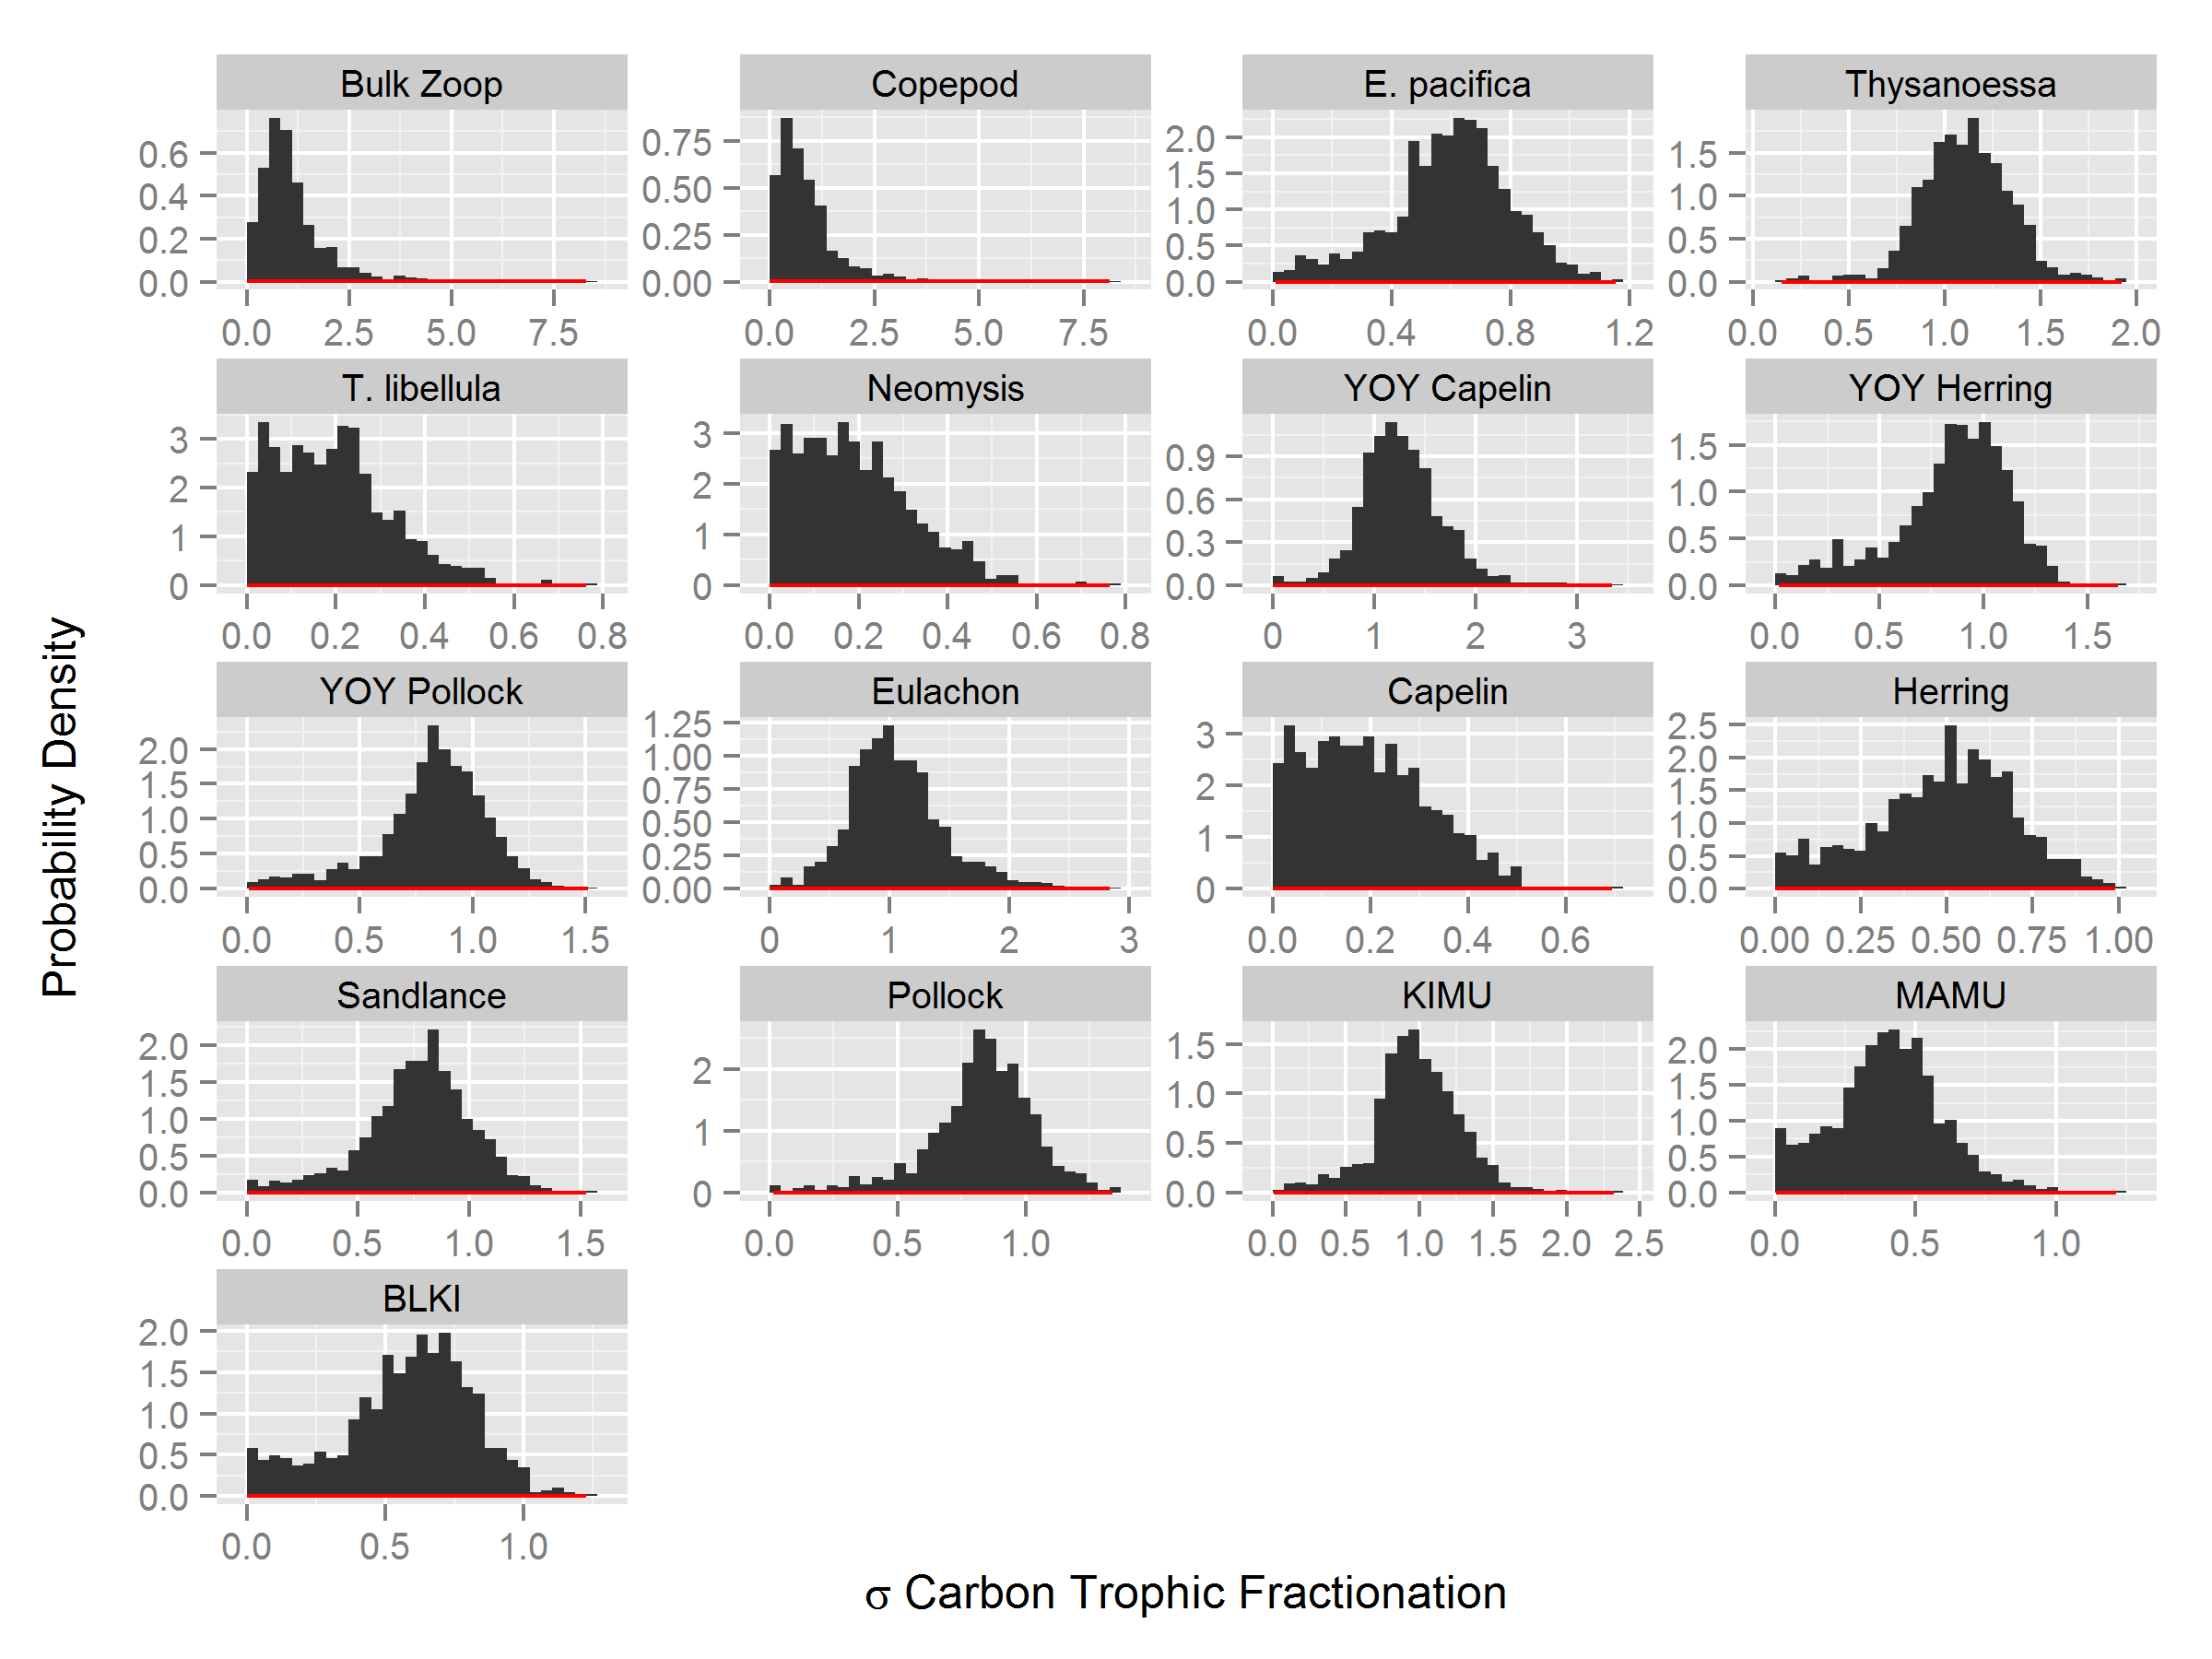 Bulk Zoop Copepod E. pacifica Thysanoessa
0.6 0.4 0.2 0.0
0.75 0.50 0.25 0.00
2.0 1.5 1.0 0.5 0.0
1.5 1.0 0.5 0.0
0.0 2.5 5.0 7.5 0.0 2.5 5.0 7.5 0.0 0.4 0.8 1.2 0.0 0.5 1.0 1.5 2.0
T. libellula Neomysis YOY Capelin YOY Herring
3 2 1 0
3 2 1 0
0.9 0.6 0.3 0.0
1.5 1.0 0.5 0.0
0.0 0.2 0.4 0.6 0.8 0.0 0.2 0.4 0.6 0.8 0 1 2 3 0.0 0.5 1.0 1.5
Probability Density
YOY Pollock Eulachon Capelin Herring
2.0 1.5 1.0 0.5 0.0
1.25 1.00 0.75 0.50 0.25 0.00
3 2 1 0
2.5 2.0 1.5 1.0 0.5 0.0
0.0 0.5 1.0 1.5 0 1 2 3 0.0 0.2 0.4 0.6 0.00 0.25 0.50 0.75 1.00
Sandlance Pollock KIMU MAMU
2.0 1.5 1.0 0.5 0.0
2 1 0
1.5 1.0 0.5 0.0
2.0 1.5 1.0 0.5 0.0
0.0 0.5 1.0 1.5 0.0 0.5 1.0 0.0 0.5 1.0 1.5 2.0 2.5 0.0 0.5 1.0
BLKI
2.0 1.5 1.0 0.5 0.0
0.0 0.5 1.0
σ Carbon Trophic Fractionation